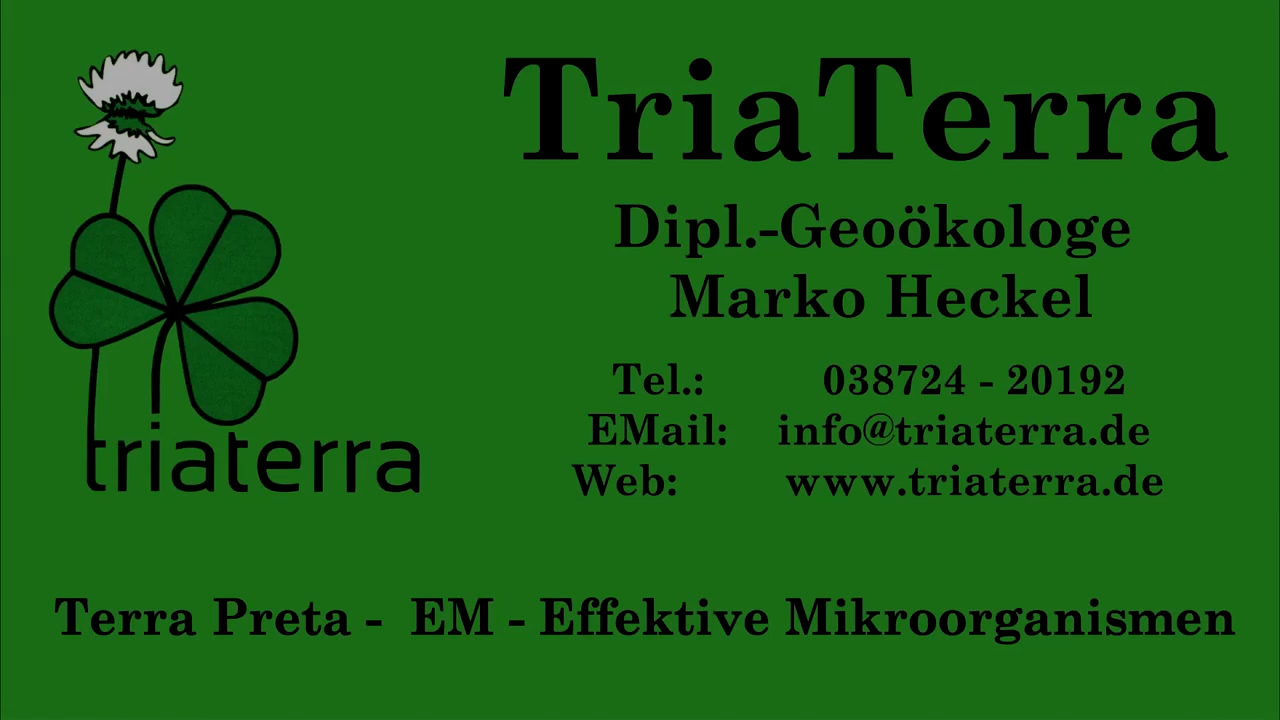 TriaTerra
Dipl.-Geoökologe
Marko Heckel
Tel.: 038724 - 20192
EMail: info@triaterra.de
Web: www.triaterra.de
triaterra
Terra Preta - EM - Effektive Mikroorganismen